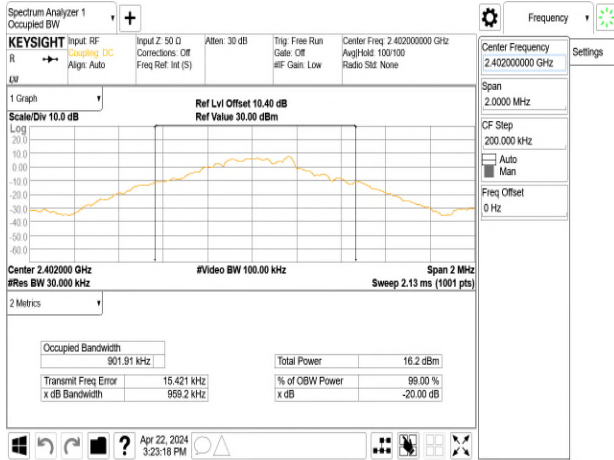 Spectrum Analyzer 1
Occupied BW
Frequency
KEYSIGHT
Input: RF
Coupling: DC
Align: Auto
Input Z: 50 Ω
Corrections: Off
Freq Ref: Int (S)
Atten: 30 dB
Trig: Free Run
Gate: Off
#IF Gain: Low
Center Freq: 2.402000000 GHz
Avg|Hold: 100/100
Radio Std: None
R
LXI
Center Frequency
2.402000000 GHz
Settings
Span
2.0000 MHz
CF Step
200.000 kHz
Auto
Man
Freq Offset
0 Hz
1 Graph
Scale/Div 10.0 dB
Ref Lvl Offset 10.40 dB
Ref Value 30.00 dBm
Log
20.0
10.0
0.00
-10.0
-20.0
-30.0
-40.0
-50.0
-60.0
Center 2.402000 GHz
#Res BW 30.000 kHz
#Video BW 100.00 kHz
Span 2 MHz
Sweep 2.13 ms (1001 pts)
2 Metrics
Occupied Bandwidth
901.91 kHz
Transmit Freq Error 15.421 kHz
x dB Bandwidth 959.2 kHz
Total Power 16.2 dBm
% of OBW Power 99.00 %
x dB -20.00 dB
?
Apr 22, 2024
3:23:18 PM